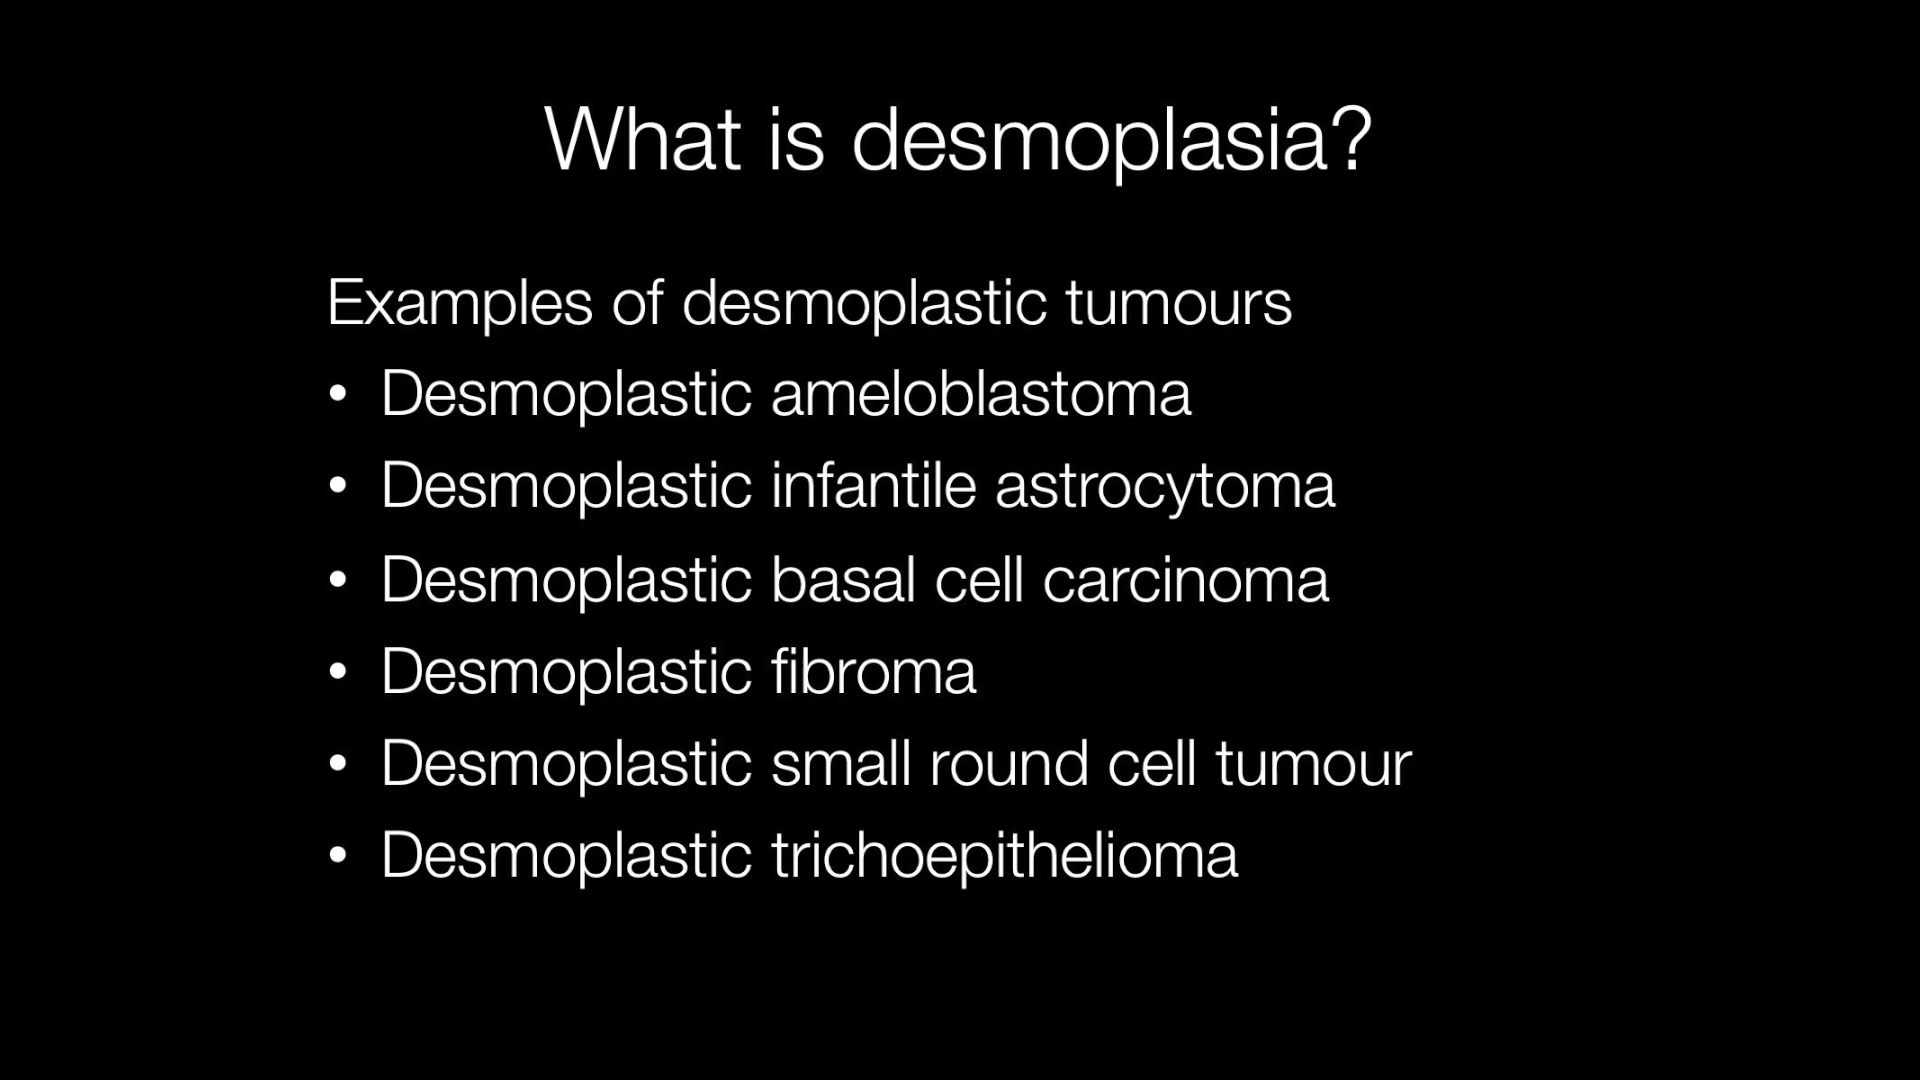 What is desmoplasia?
Examples of desmoplastic tumours
• Desmoplastic ameloblastoma
• Desmoplastic infantile astrocytoma
• Desmoplastic basal cell carcinoma
• Desmoplastic fibroma
• Desmoplastic small round cell tumour
• Desmoplastic trichoepithelioma